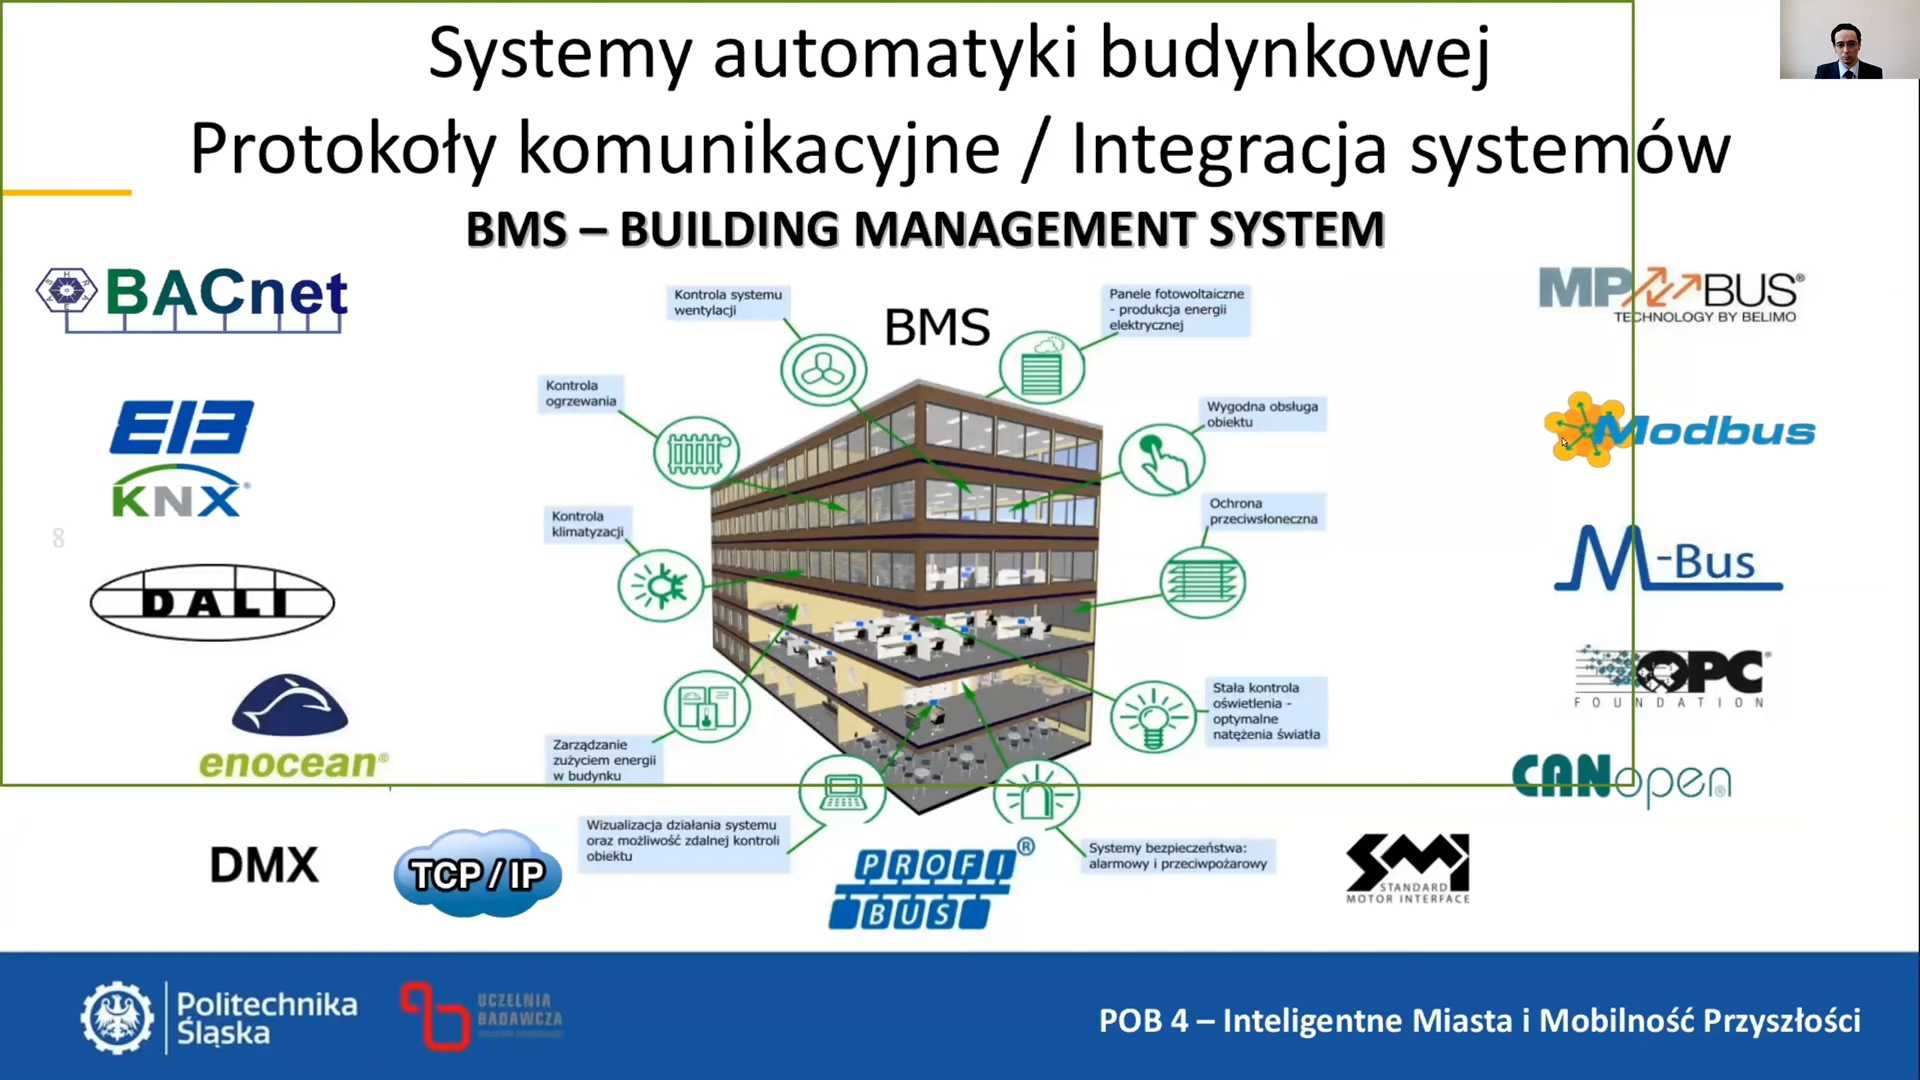 Systemy automatyki budynkowej
Protokoły komunikacyjne / Integracja systemów
BMS – BUILDING MANAGEMENT SYSTEM
BACnet
EIB
KNX®
8
DALI
enocean®
DMX
TCP / IP
BMS
Kontrola systemu
wentylacji
Kontrola
ogrzewania
Kontrola
klimatyzacji
Zarządzanie
zużyciem energii
w budynku
Wizualizacja działania systemu
oraz możliwość zdalnej kontroli
obiektu
Panele fotowoltaiczne
- produkcja energii
elektrycznej
Wygodna obsługa
obiektu
Ochrona
przeciwsłoneczna
Stała kontrola
oświetlenia -
optymalne
natężenia światła
Systemy bezpieczeństwa:
alarmowy i przeciwpożarowy
PROFI®
BUS
MP BUS®
TECHNOLOGY BY BELIMO
Modbus
M-Bus
OPC®
FOUNDATION
CANopen®
SMI
STANDARD
MOTOR INTERFACE
Politechnika
Śląska
UCZELNIA
BADAWCZA
POB 4 – Inteligentne Miasta i Mobilność Przyszłości